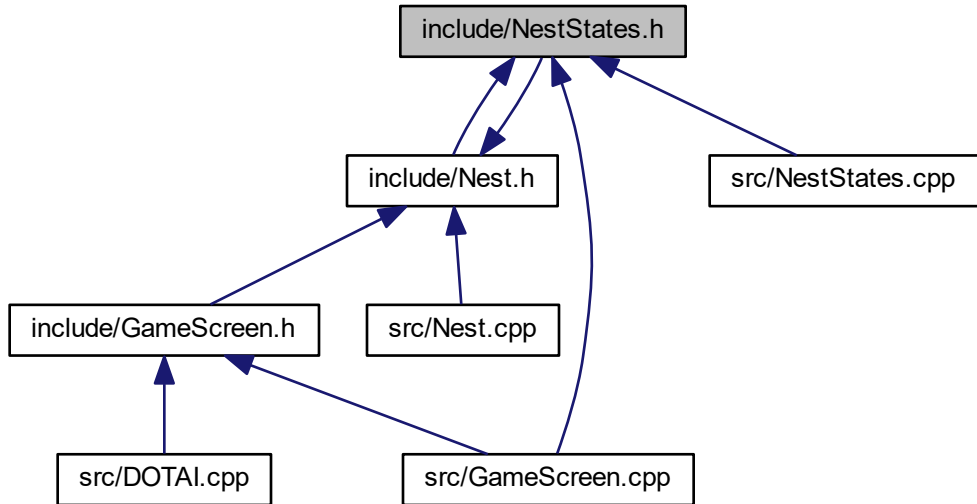 include/NestStates.h
include/Nest.h
src/NestStates.cpp
include/GameScreen.h
src/Nest.cpp
src/DOTAI.cpp
src/GameScreen.cpp